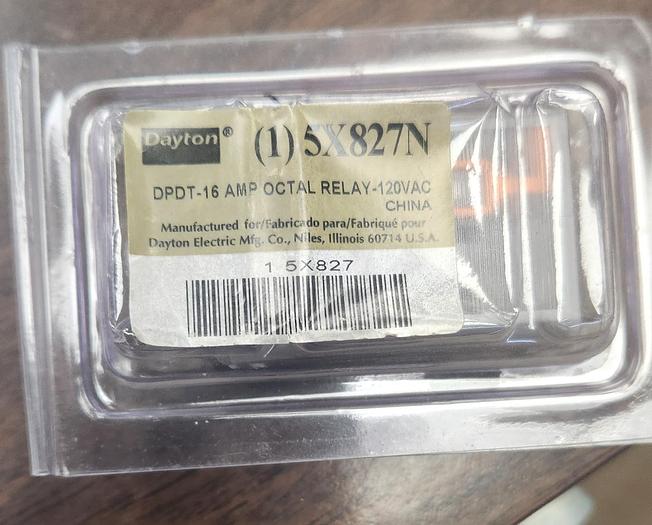 Dayton® (1) 5X827N
DPDT-16 AMP OCTAL RELAY-120VAC
CHINA
Manufactured for/Fabricado para/Fabriqué pour
Dayton Electric Mfg. Co., Niles, Illinois 60714 U.S.A.
1 5X827